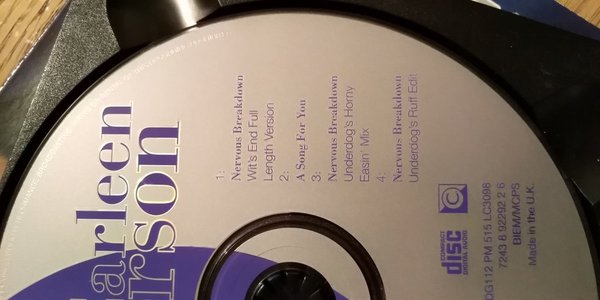 arleen
rson
1:
Nervous Breakdown
Wit's End Full
Length Version
2:
A Song For You
3:
Nervous Breakdown
Underdog's Horny
Easin' Mix
4:
Nervous Breakdown
Underdog's Ruff Edit
COMPACT
disc
DIGITAL AUDIO
DG112 PM 515 LC3098
7243 8 92292 2 6
BIEM/MCPS
Made in the U.K.